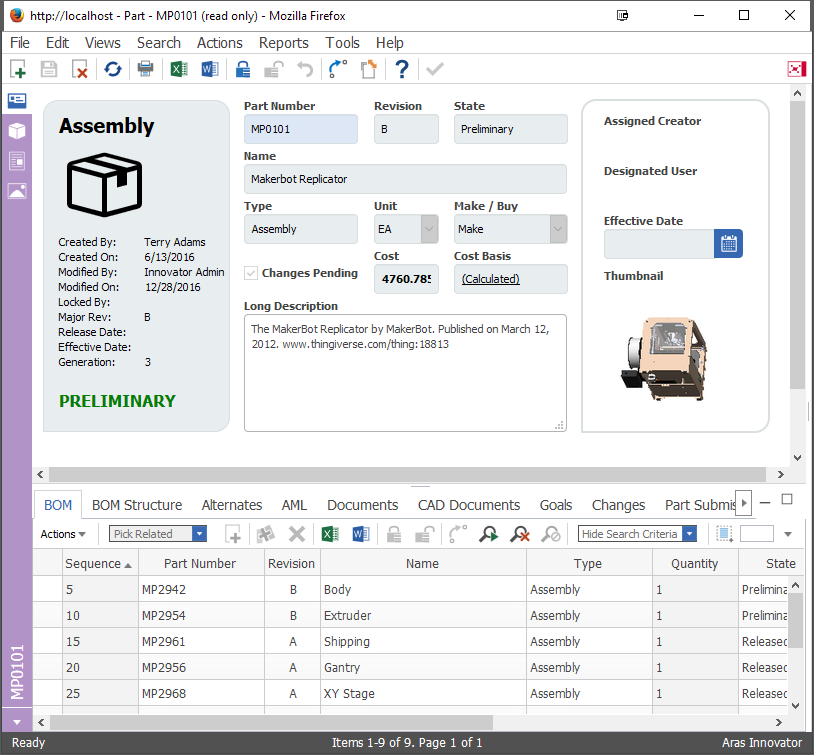 http://localhost - Part - MP0101 (read only) - Mozilla Firefox
File Edit Views Search Actions Reports Tools Help
Assembly
Created By: Terry Adams
Created On: 6/13/2016
Modified By: Innovator Admin
Modified On: 12/28/2016
Locked By:
Major Rev: B
Release Date:
Effective Date:
Generation: 3
PRELIMINARY
Part Number Revision State
MP0101 B Preliminary
Name
Makerbot Replicator
Type Unit Make / Buy
Assembly EA Make
Cost Cost Basis
Changes Pending 4760.785 (Calculated)
Long Description
The MakerBot Replicator by MakerBot. Published on March 12,
2012. www.thingiverse.com/thing:18813
Assigned Creator
Designated User
Effective Date
Thumbnail
MP0101
BOM BOM Structure Alternates AML Documents CAD Documents Goals Changes Part Submis
Actions Pick Related Hide Search Criteria
Sequence Part Number Revision Name Type Quantity State
5 MP2942 B Body Assembly 1 Prelimina
10 MP2954 B Extruder Assembly 1 Prelimina
15 MP2961 A Shipping Assembly 1 Released
20 MP2956 A Gantry Assembly 1 Released
25 MP2968 A XY Stage Assembly 1 Released
Ready Items 1-9 of 9. Page 1 of 1 Aras Innovator